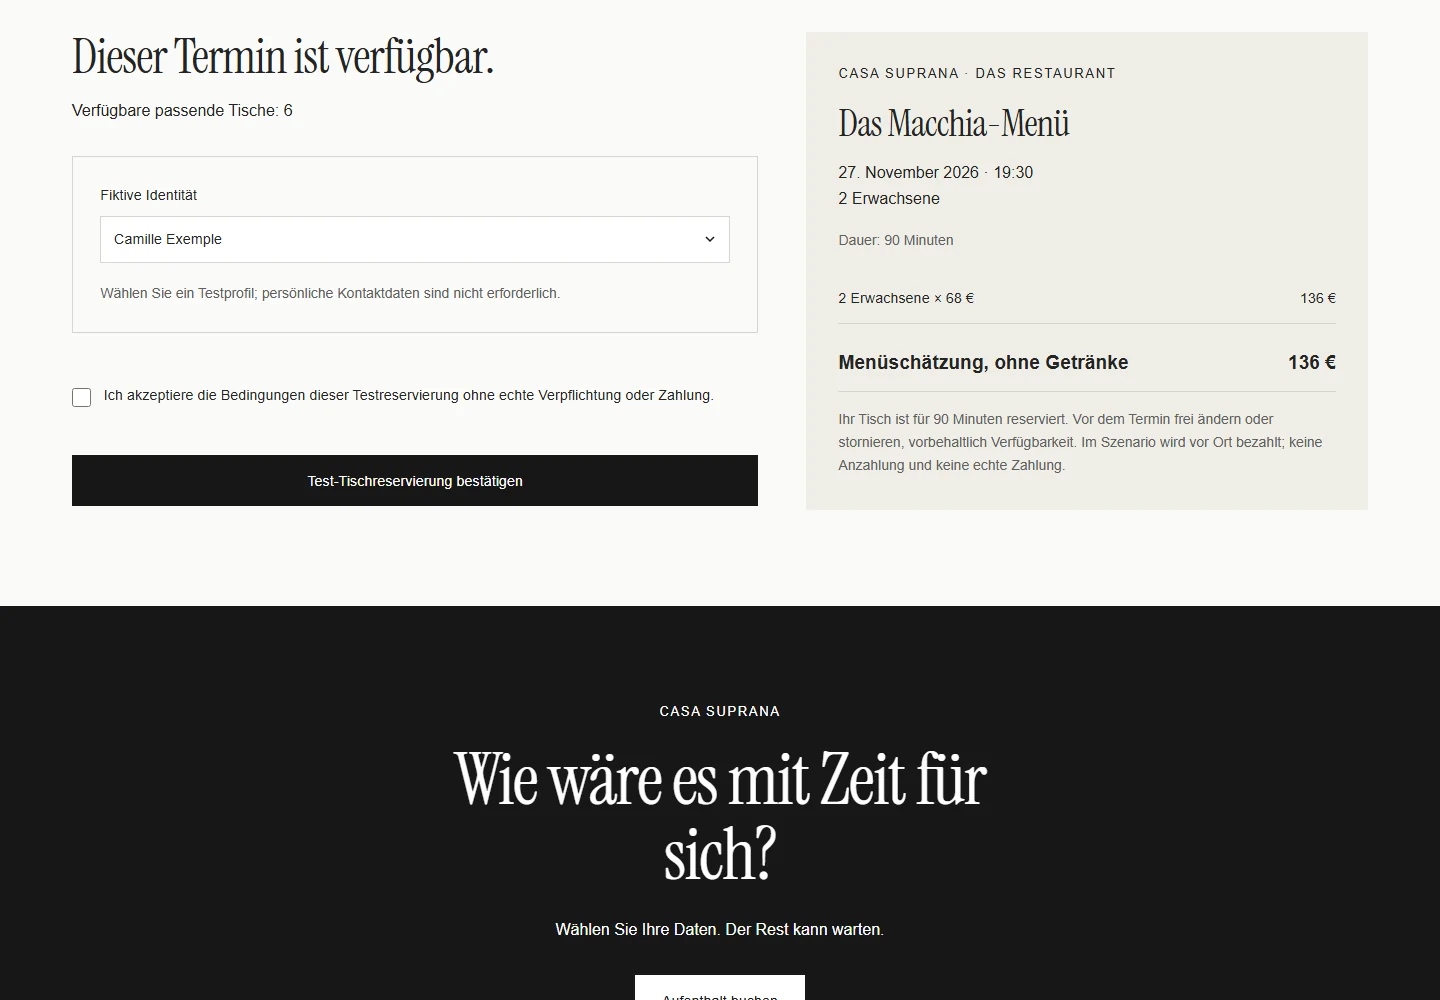 Dieser Termin ist verfügbar.
Verfügbare passende Tische: 6
Fiktive Identität
Camille Exemple
Wählen Sie ein Testprofil; persönliche Kontaktdaten sind nicht erforderlich.
Ich akzeptiere die Bedingungen dieser Testreservierung ohne echte Verpflichtung oder Zahlung.
Test-Tischreservierung bestätigen
CASA SUPRANA · DAS RESTAURANT
Das Macchia-Menü
27. November 2026 · 19:30
2 Erwachsene
Dauer: 90 Minuten
2 Erwachsene × 68 € 136 €
Menüschätzung, ohne Getränke 136 €
Ihr Tisch ist für 90 Minuten reserviert. Vor dem Termin frei ändern oder
stornieren, vorbehaltlich Verfügbarkeit. Im Szenario wird vor Ort bezahlt; keine
Anzahlung und keine echte Zahlung.
CASA SUPRANA
Wie wäre es mit Zeit für
sich?
Wählen Sie Ihre Daten. Der Rest kann warten.
Aufenthalt buchen